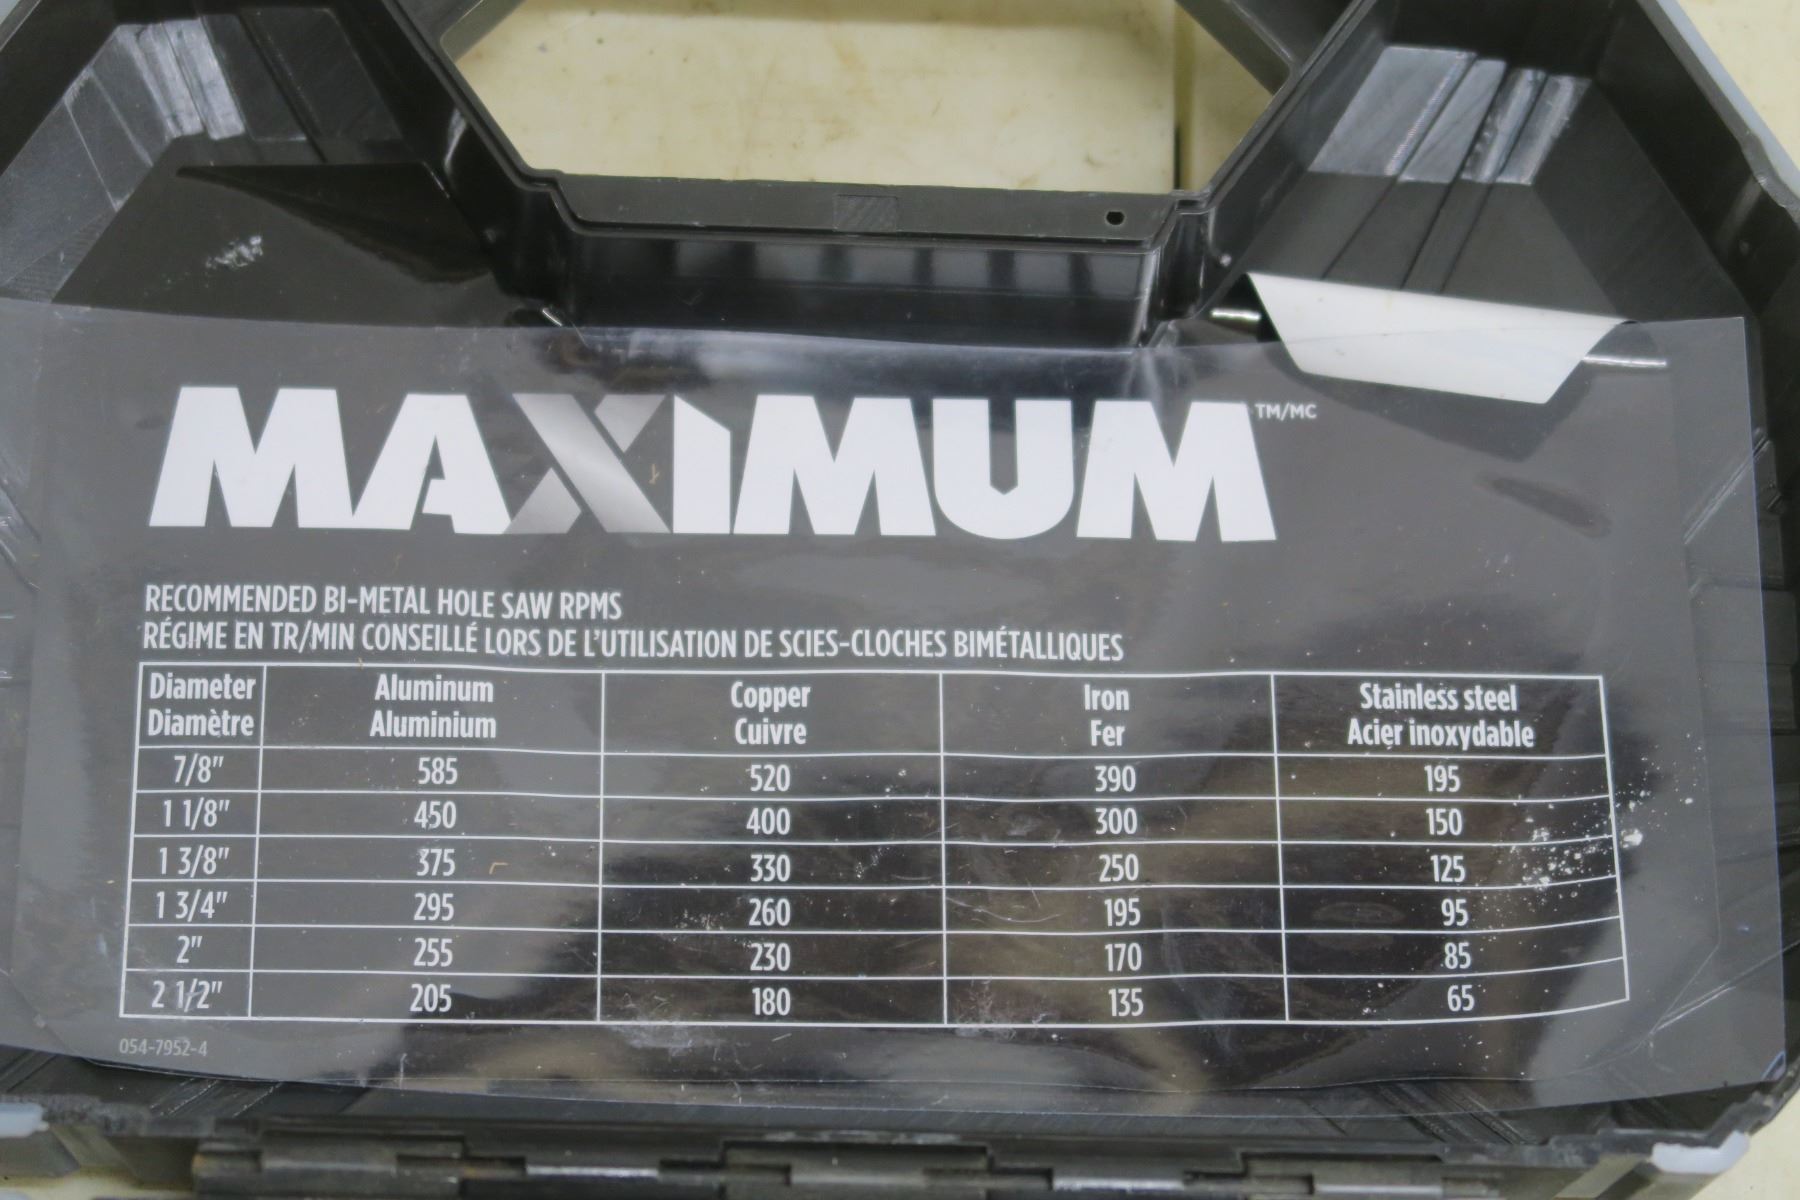 MAXIMUM TM/MC
RECOMMENDED BI-METAL HOLE SAW RPMS
RÉGIME EN TR/MIN CONSEILLÉ LORS DE L'UTILISATION DE SCIES-CLOCHES BIMÉTALLIQUES
Diameter Aluminum Copper Iron Stainless steel
Diamètre Aluminium Cuivre Fer Acier inoxydable
7/8" 585 520 390 195
1 1/8" 450 400 300 150
1 3/8" 375 330 250 125
1 3/4" 295 260 195 95
2" 255 230 170 85
2 1/2" 205 180 135 65
054-7952-4